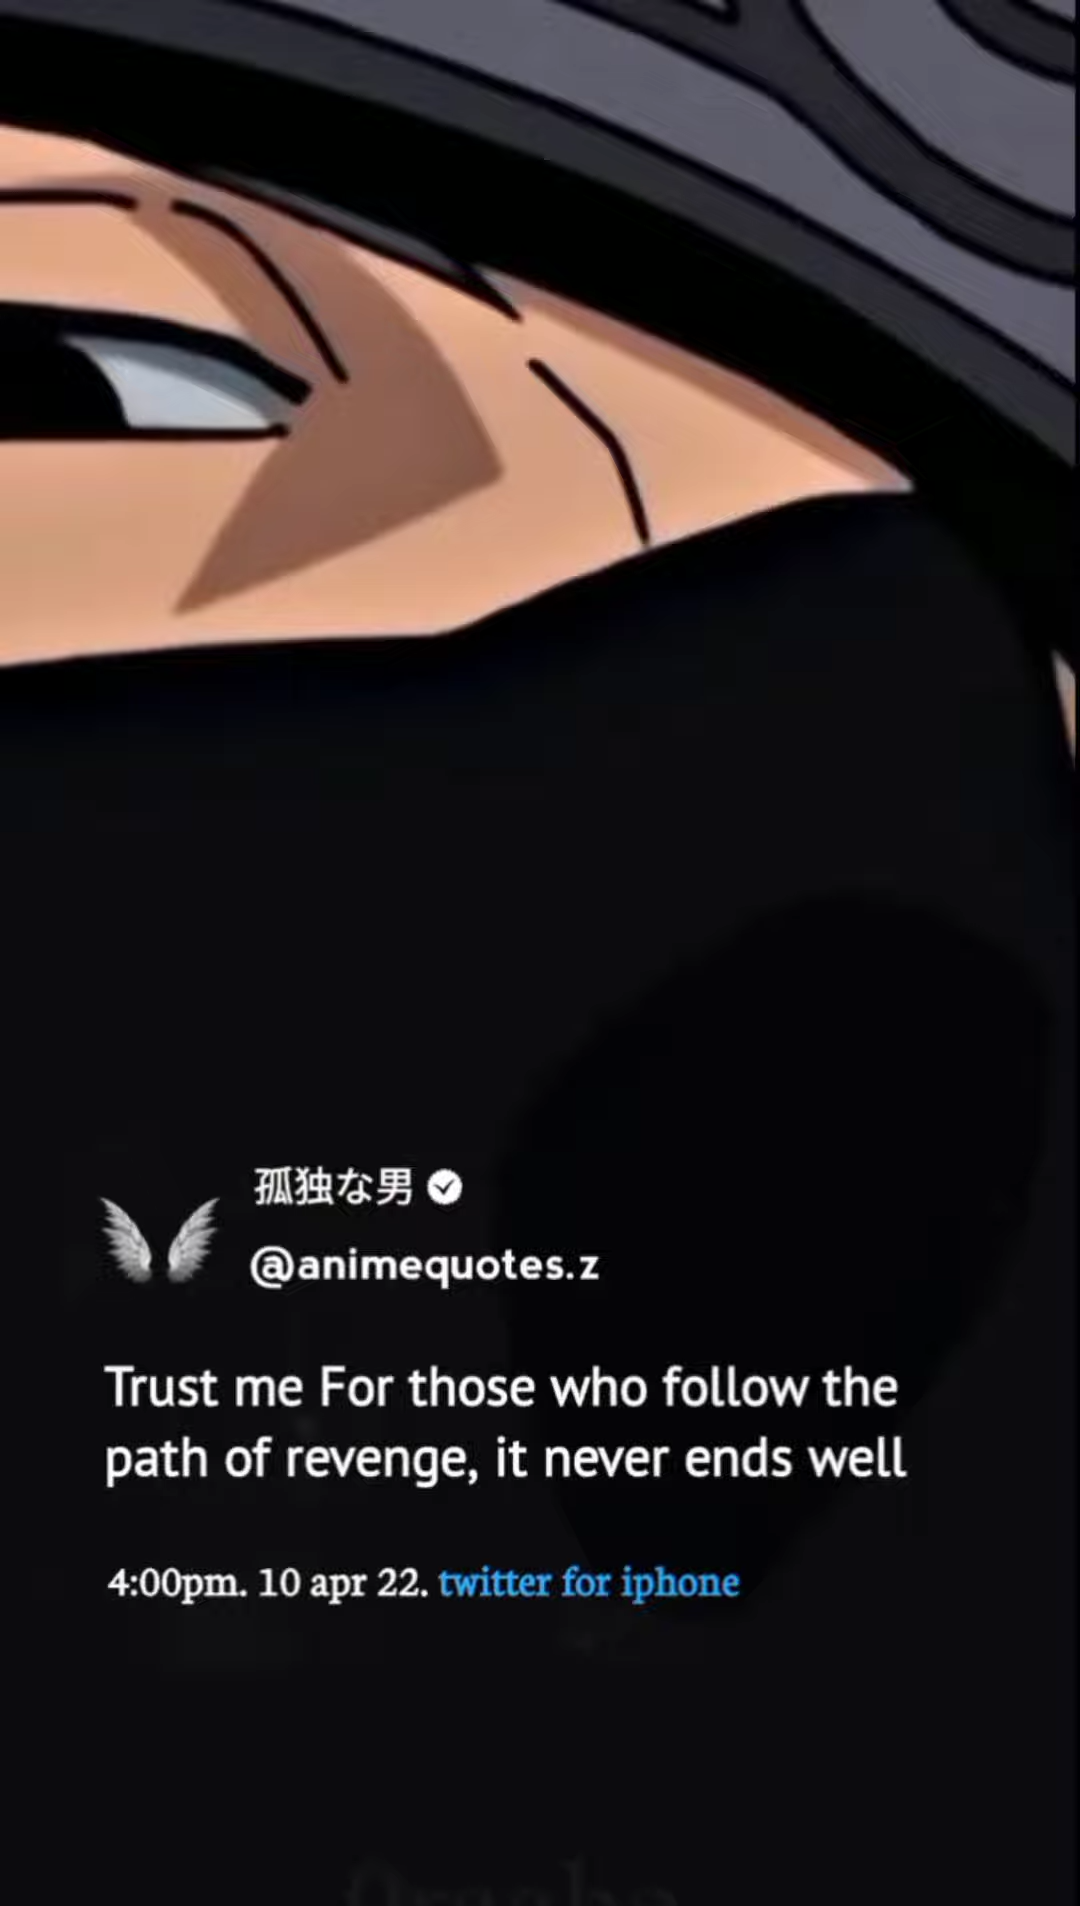 孤独な男
@animequotes.z
Trust me For those who follow the
path of revenge, it never ends well
4:00pm. 10 apr 22. twitter for iphone